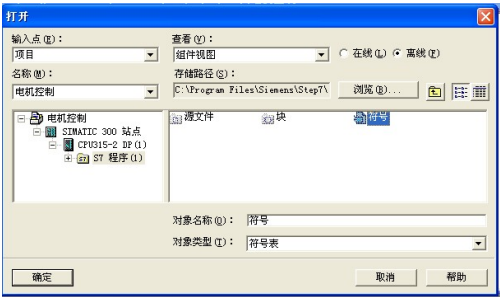 打开
输入点(E)： 查看(V)：
项目 组件视图 在线(L) 离线(F)
名称(M)： 存储路径(S)：
电机控制 C:\Program Files\Siemens\Step7\ 浏览(B)...
电机控制 源文件 块 符号
SIMATIC 300 站点
CPU315-2 DP(1)
S7 程序(1)
对象名称(O)： 符号
对象类型(T)： 符号表
确定 取消 帮助